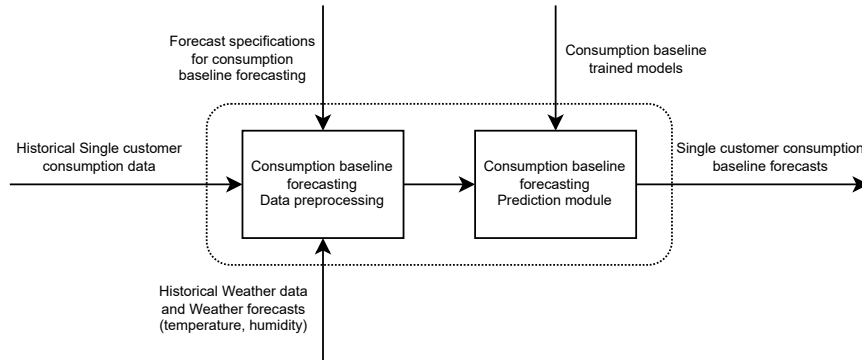 Forecast specifications
for consumption
baseline forecasting
Consumption baseline
trained models
Historical Single customer
consumption data
Consumption baseline
forecasting
Data preprocessing
Consumption baseline
forecasting
Prediction module
Single customer consumption
baseline forecasts
Historical Weather data
and Weather forecasts
(temperature, humidity)